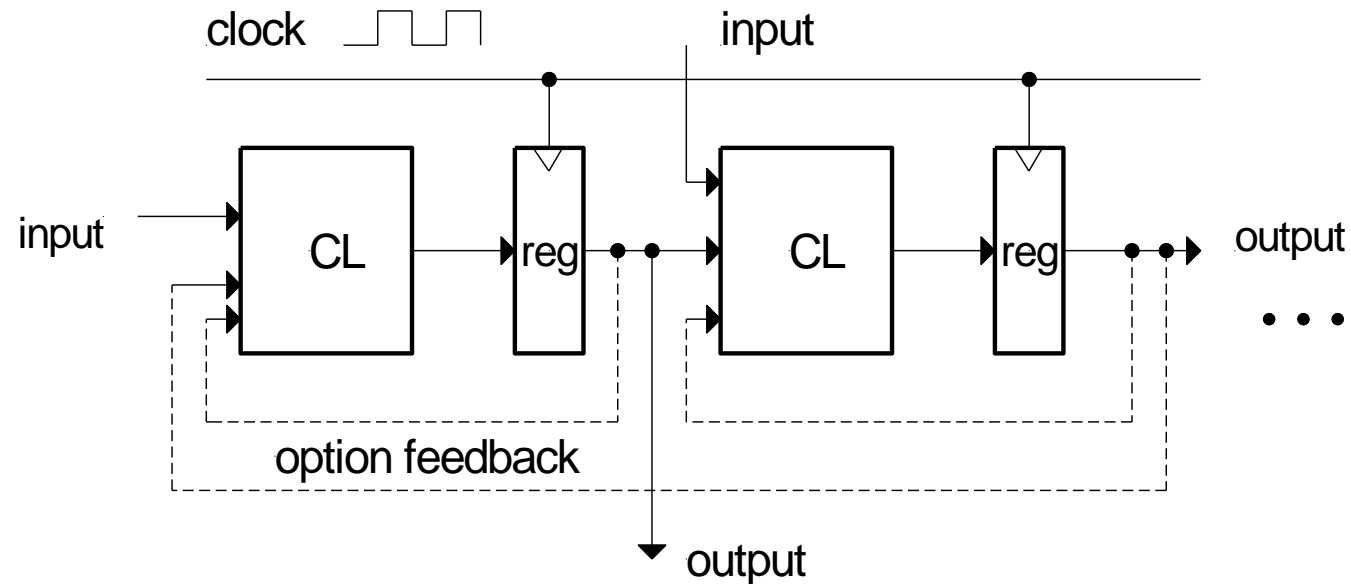 clock
input
input
CL
reg
CL
reg
output
option feedback
output